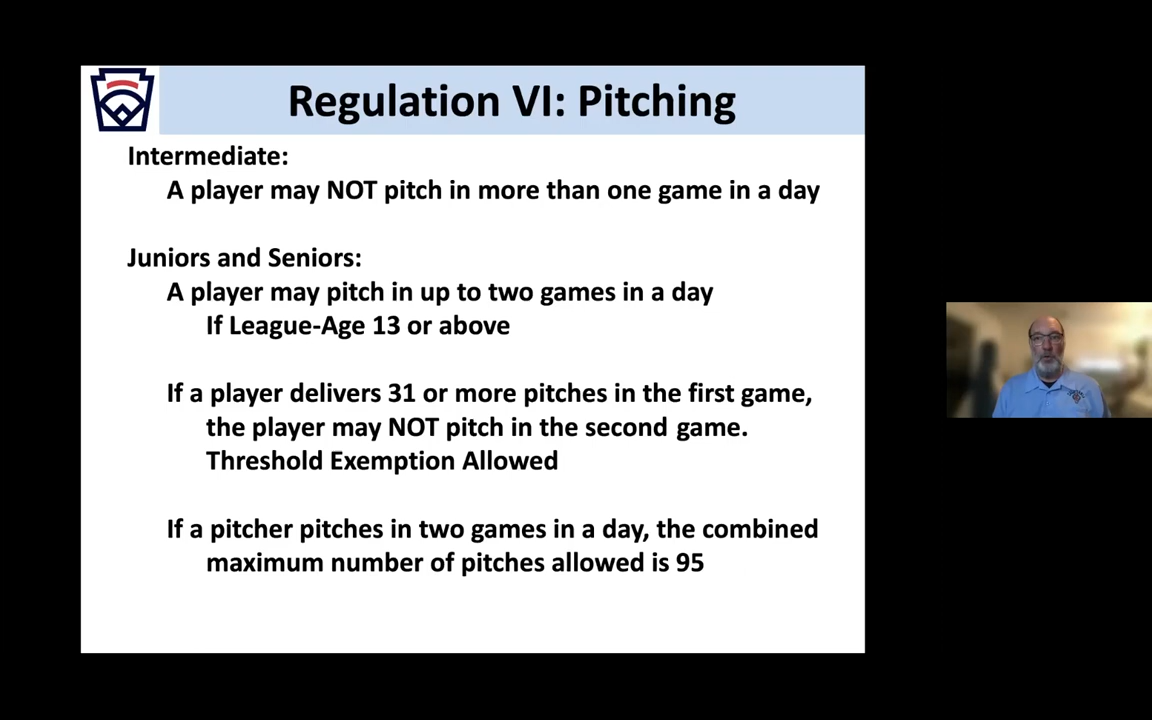 Regulation VI: Pitching
Intermediate:
A player may NOT pitch in more than one game in a day
Juniors and Seniors:
A player may pitch in up to two games in a day
If League-Age 13 or above
If a player delivers 31 or more pitches in the first game,
the player may NOT pitch in the second game.
Threshold Exemption Allowed
If a pitcher pitches in two games in a day, the combined
maximum number of pitches allowed is 95